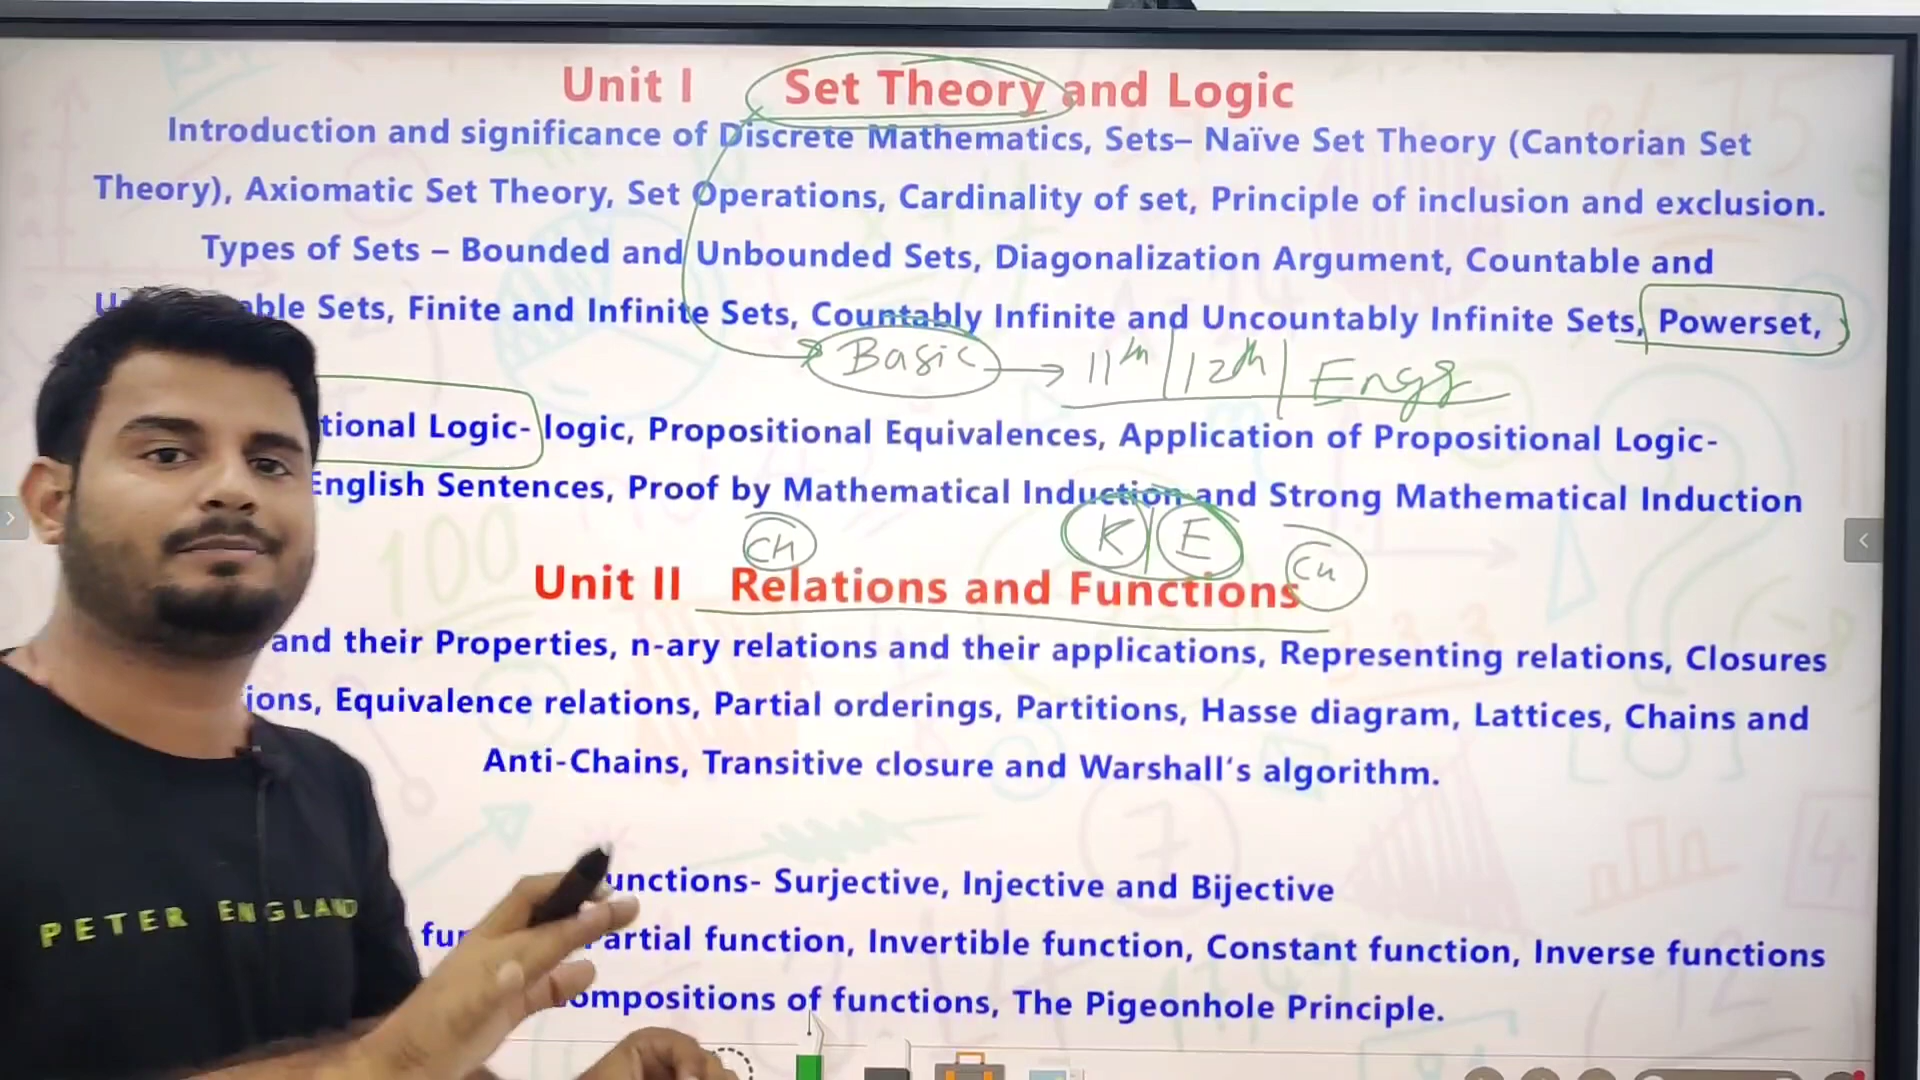 Unit I Set Theory and Logic
Introduction and significance of Discrete Mathematics, Sets– Naïve Set Theory (Cantorian Set
Theory), Axiomatic Set Theory, Set Operations, Cardinality of set, Principle of inclusion and exclusion.
Types of Sets – Bounded and Unbounded Sets, Diagonalization Argument, Countable and
able Sets, Finite and Infinite Sets, Countably Infinite and Uncountably Infinite Sets, Powerset,
Basic → 11th | 12th | Engg
tional Logic- logic, Propositional Equivalences, Application of Propositional Logic-
English Sentences, Proof by Mathematical Induction and Strong Mathematical Induction
K E
Unit II Relations and Functions
and their Properties, n-ary relations and their applications, Representing relations, Closures
ions, Equivalence relations, Partial orderings, Partitions, Hasse diagram, Lattices, Chains and
Anti-Chains, Transitive closure and Warshall's algorithm.
unctions- Surjective, Injective and Bijective
artial function, Invertible function, Constant function, Inverse functions
ompositions of functions, The Pigeonhole Principle.
PETER ENGLAND